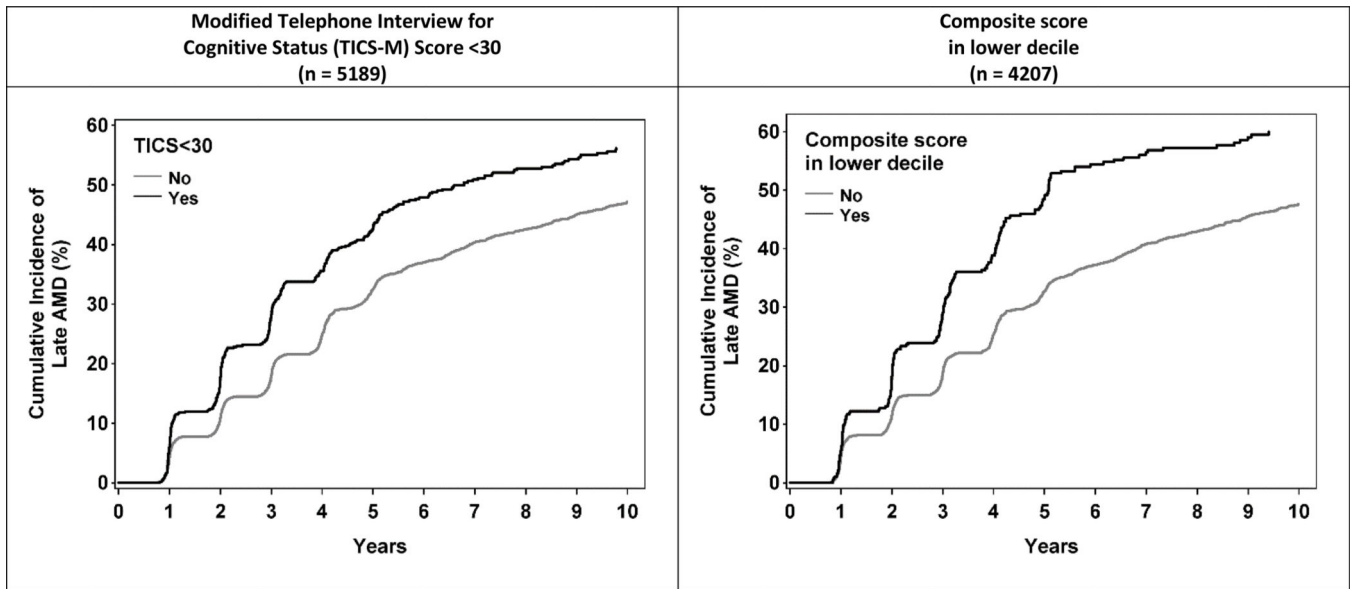 Modified Telephone Interview for
Cognitive Status (TICS-M) Score <30
(n = 5189)
Composite score
in lower decile
(n = 4207)
60
50
40
30
20
10
0
Cumulative Incidence of
Late AMD (%)
TICS<30
No
Yes
0 1 2 3 4 5 6 7 8 9 10
Years
60
50
40
30
20
10
0
Cumulative Incidence of
Late AMD (%)
Composite score
in lower decile
No
Yes
0 1 2 3 4 5 6 7 8 9 10
Years